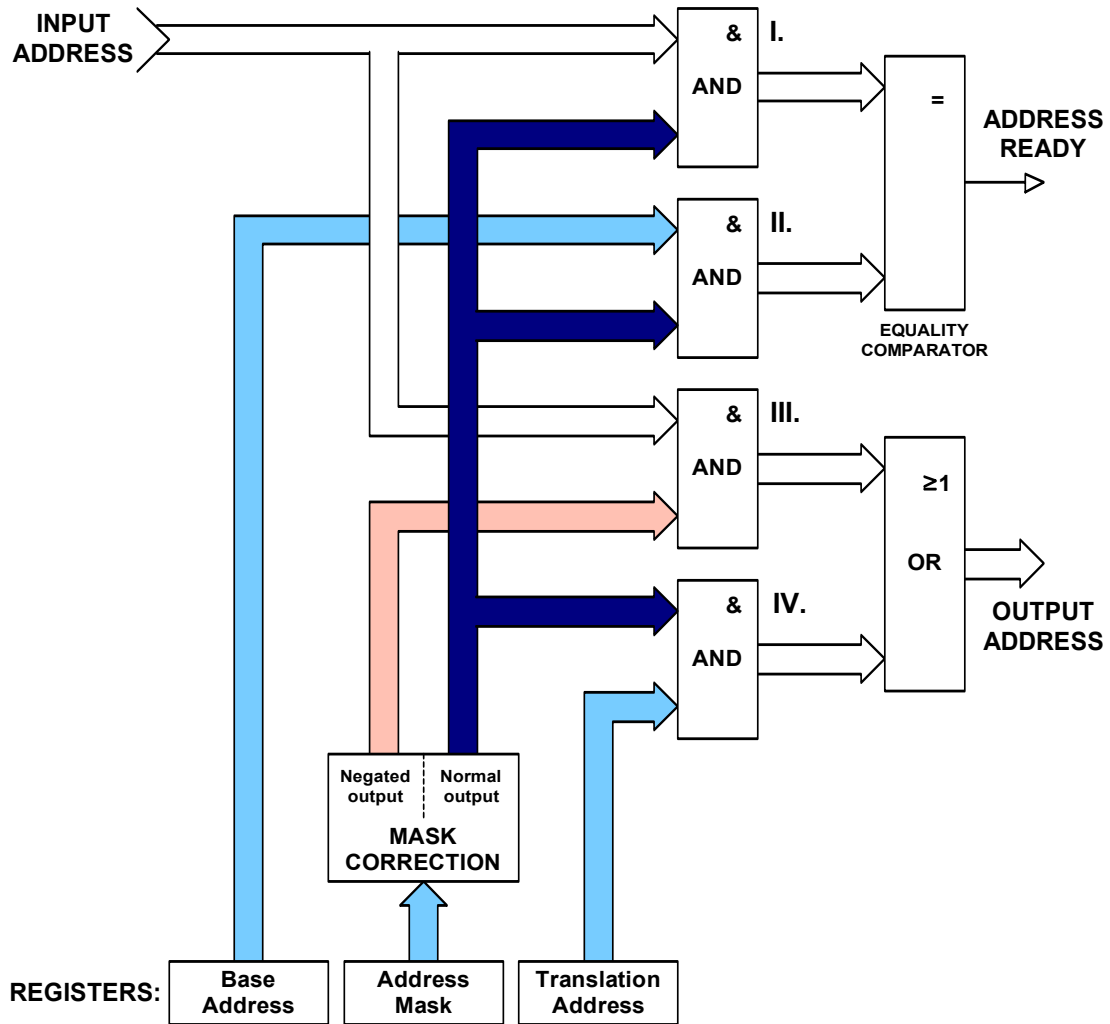 INPUT
ADDRESS
&
I.
AND
=
ADDRESS
READY
&
II.
AND
EQUALITY
COMPARATOR
&
III.
AND
≥1
OR
&
IV.
AND
OUTPUT
ADDRESS
Negated
output
Normal
output
MASK
CORRECTION
REGISTERS:
Base
Address
Address
Mask
Translation
Address